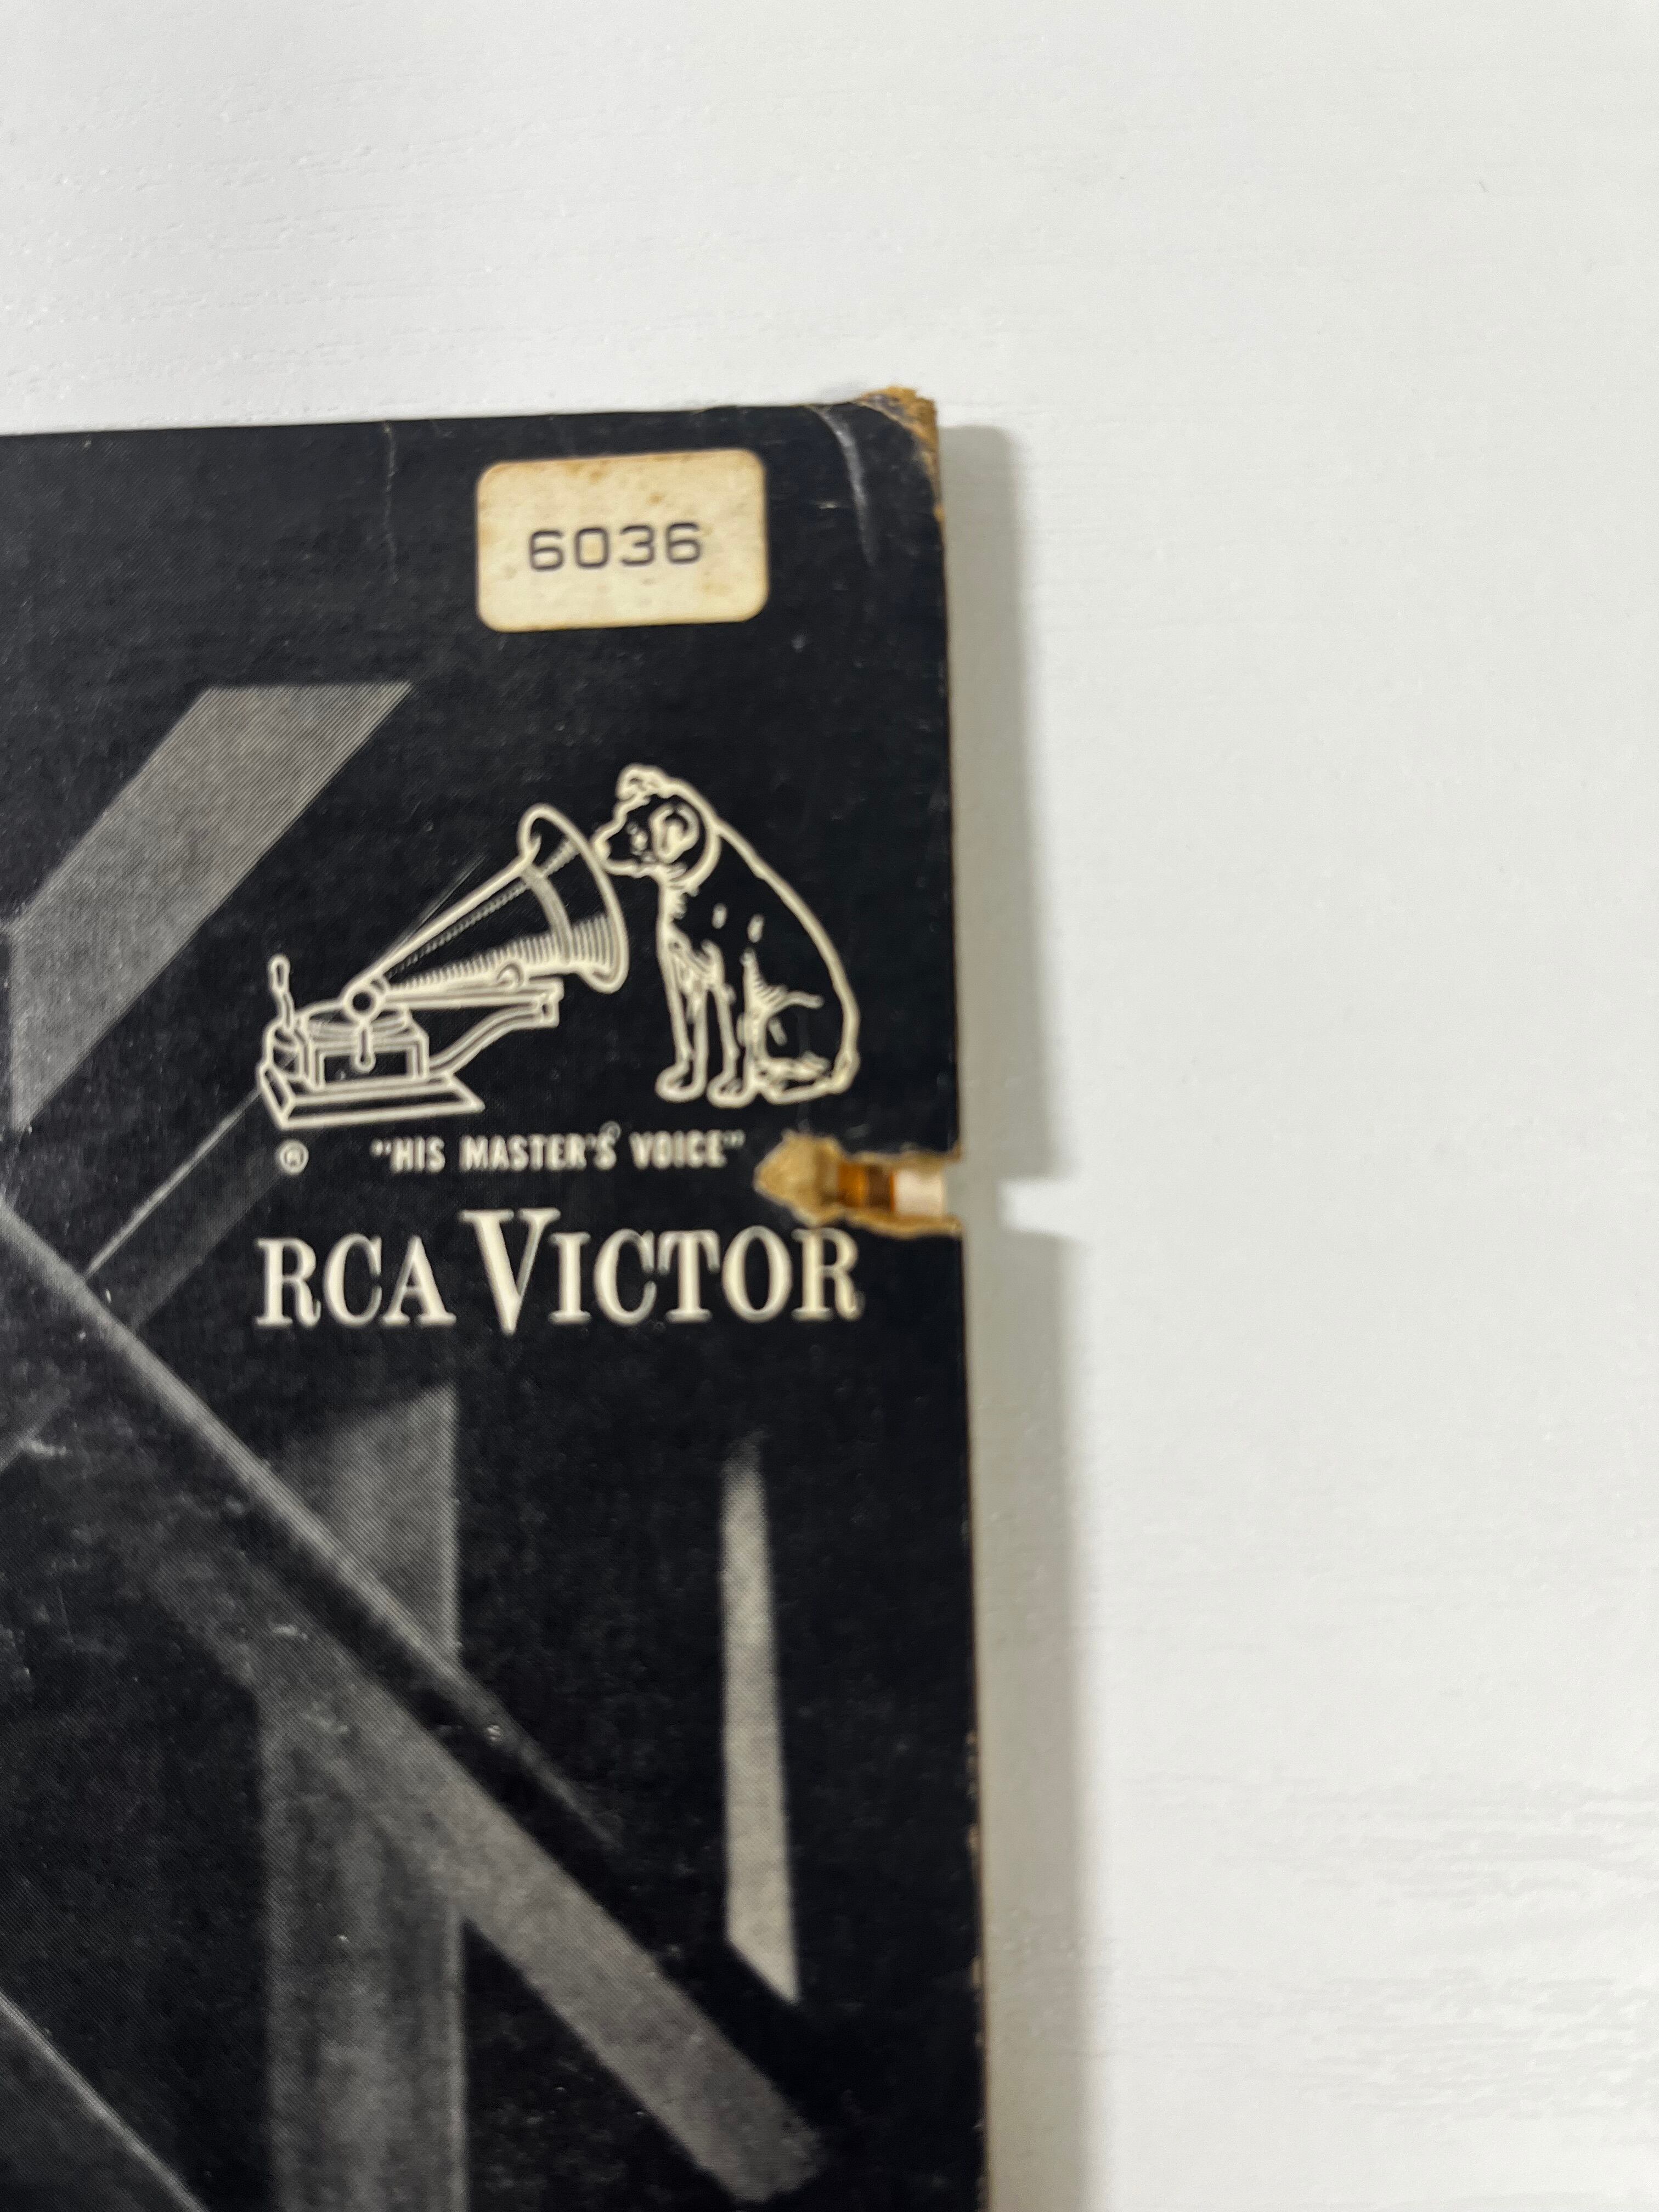 6036
® "HIS MASTER'S VOICE"
RCA VICTOR